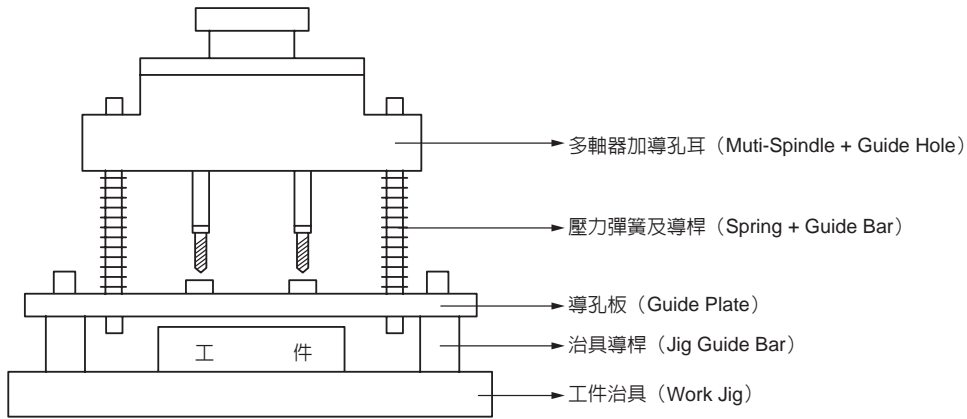 多軸器加導孔耳（Muti-Spindle + Guide Hole）
壓力彈簧及導桿（Spring + Guide Bar）
導孔板（Guide Plate）
治具導桿（Jig Guide Bar）
工 件
工件治具（Work Jig）